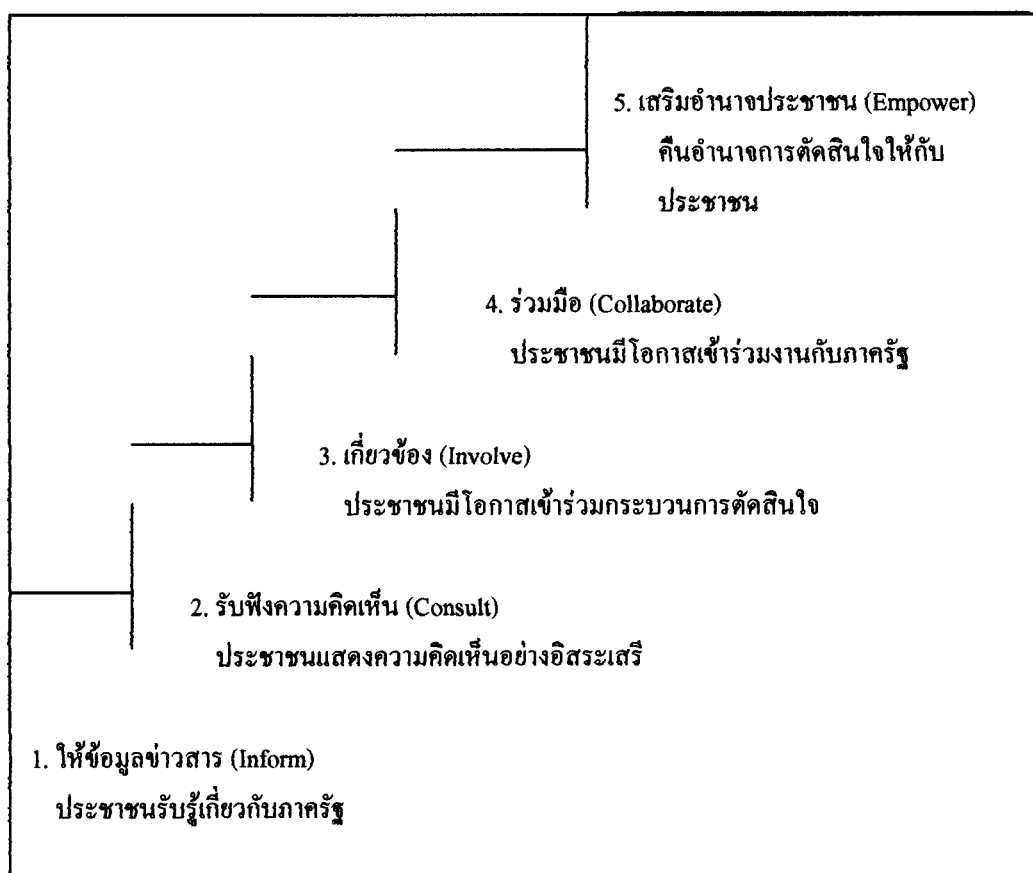 5. เสริมอำนาจประชาชน (Empower)
คืนอำนาจการตัดสินใจให้กับ
ประชาชน
4. ร่วมมือ (Collaborate)
ประชาชนมีโอกาสเข้าร่วมงานกับภาครัฐ
3. เกี่ยวข้อง (Involve)
ประชาชนมีโอกาสเข้าร่วมกระบวนการตัดสินใจ
2. รับฟังความคิดเห็น (Consult)
ประชาชนแสดงความคิดเห็นอย่างอิสระเสรี
1. ให้ข้อมูลข่าวสาร (Inform)
ประชาชนรับรู้เกี่ยวกับภาครัฐ